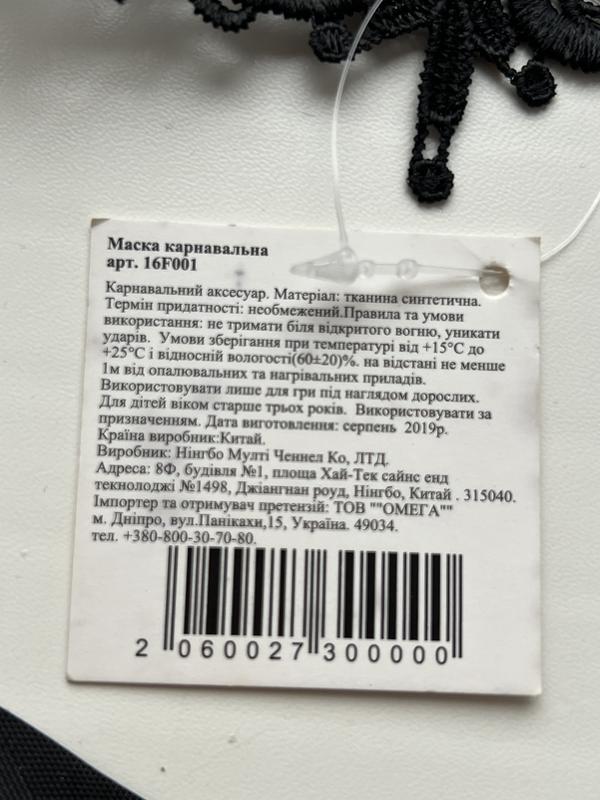 Маска карнавальна
арт. 16F001
Карнавальний аксесуар. Матеріал: тканина синтетична.
Термін придатності: необмежений.Правила та умови
використання: не тримати біля відкритого вогню, уникати
ударів. Умови зберігання при температурі від +15°C до
+25°C і відносній вологості(60±20)%. на відстані не менше
1м від опалювальних та нагрівальних приладів.
Використовувати лише для гри під наглядом дорослих.
Для дітей віком старше трьох років. Використовувати за
призначенням. Дата виготовлення: серпень 2019р.
Країна виробник:Китай.
Виробник: Нінгбо Мулті Ченнел Ко, ЛТД.
Адреса: 8Ф, будівля №1, площа Хай-Тек сайнс енд
текнолоджі №1498, Джіангнан роуд, Нінгбо, Китай . 315040.
Імпортер та отримувач претензій: ТОВ ""ОМЕГА""
м. Дніпро, вул.Панікахи,15, Україна. 49034.
тел. +380-800-30-70-80.
2 060027 300000